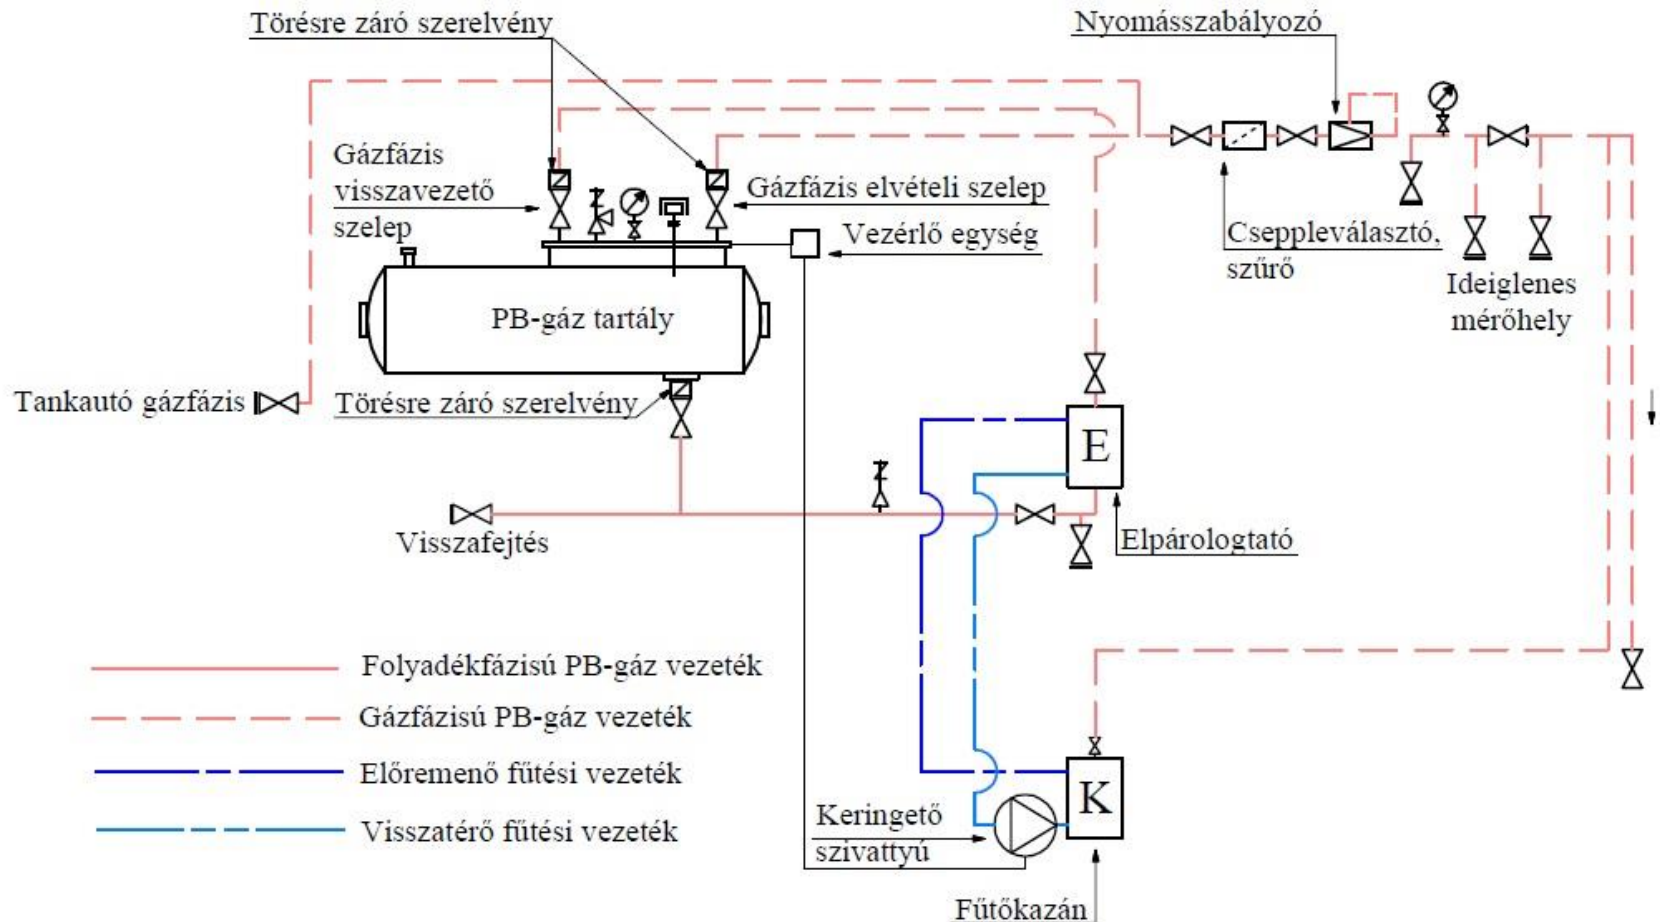 Törésre záró szerelvény
Nyomásszabályozó
Gázfázis
visszavezető
szelep
Gázfázis elvételi szelep
Vezérlő egység
Cseppleválasztó,
szűrő
Ideiglenes
mérőhely
PB-gáz tartály
Tankautó gázfázis
Törésre záró szerelvény
E
Visszafejtés
Elpárologtató
Folyadékfázisú PB-gáz vezeték
Gázfázisú PB-gáz vezeték
Előremenő fűtési vezeték
Visszatérő fűtési vezeték
K
Keringető
szivattyú
Fűtőkazán